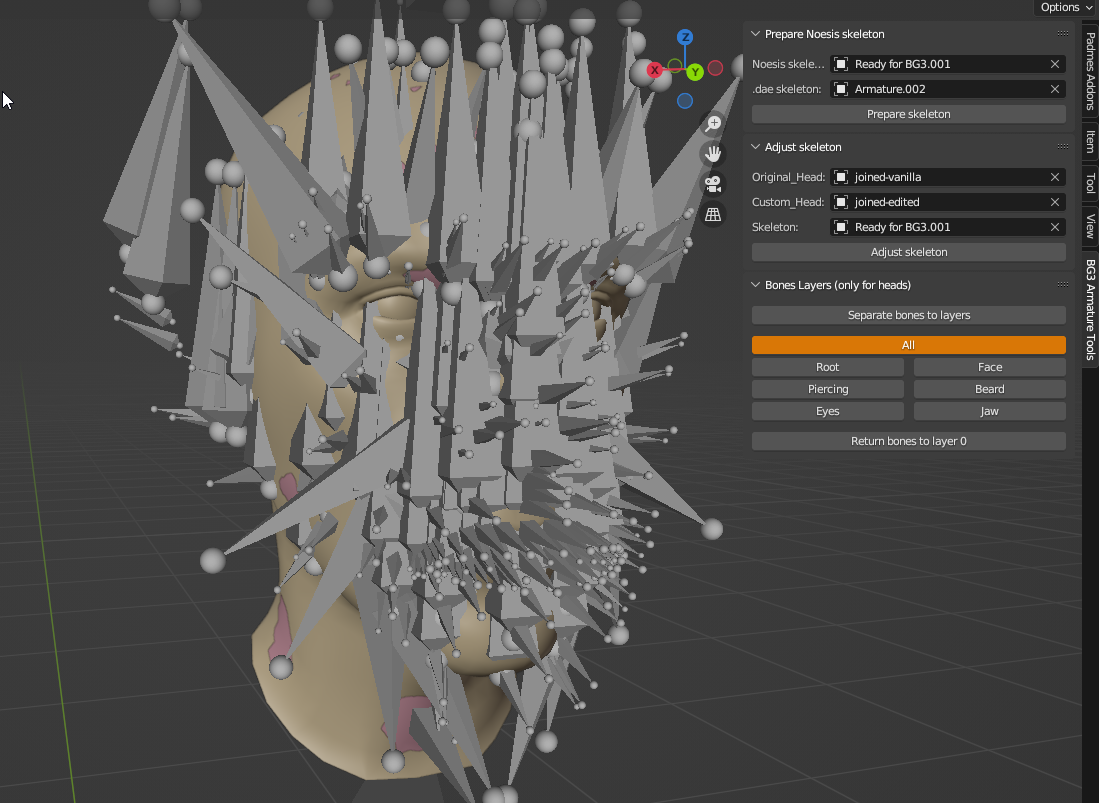 Options
Prepare Noesis skeleton
Noesis skele... Ready for BG3.001
.dae skeleton: Armature.002
Prepare skeleton
Adjust skeleton
Original_Head: joined-vanilla
Custom_Head: joined-edited
Skeleton: Ready for BG3.001
Adjust skeleton
Bones Layers (only for heads)
Separate bones to layers
All
Root Face
Piercing Beard
Eyes Jaw
Return bones to layer 0
Z
X
Y
Padmes Addons
Item
Tool
View
BG3 Armature Tools